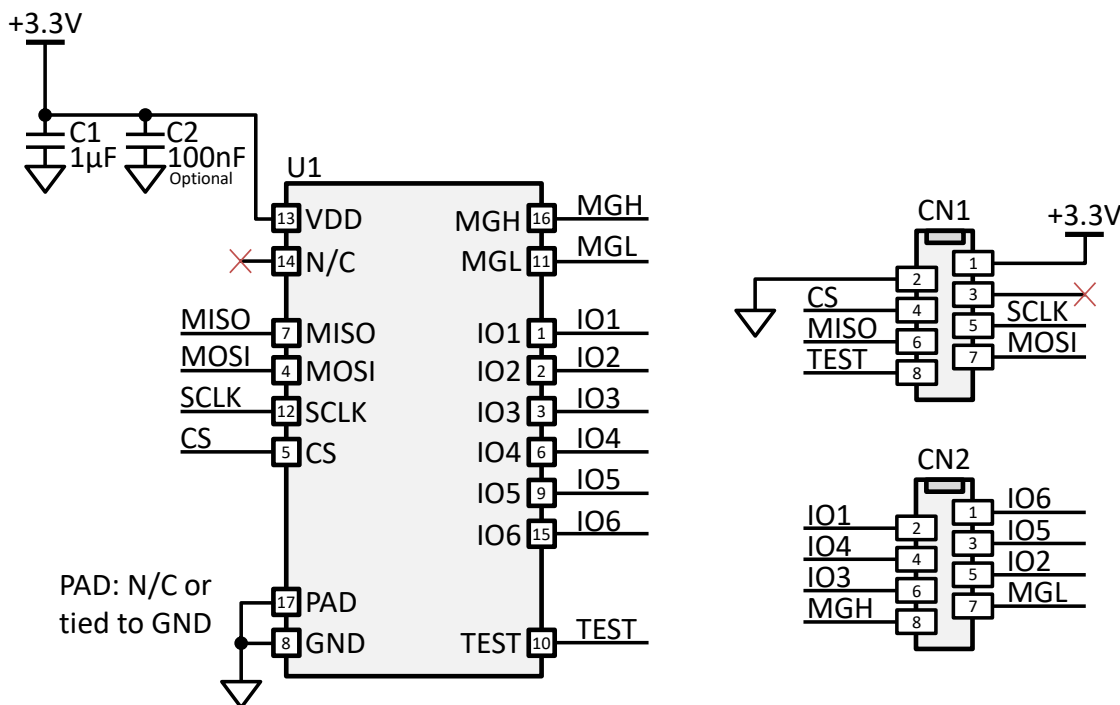 +3.3V
C1
1µF
C2
100nF
Optional
U1
13 VDD
14 N/C
MISO 7 MISO
MOSI 4 MOSI
SCLK 12 SCLK
CS 5 CS
PAD: N/C or
tied to GND
17 PAD
8 GND
MGH 16 MGH
MGL 11 MGL
IO1 1 IO1
IO2 2 IO2
IO3 3 IO3
IO4 6 IO4
IO5 9 IO5
IO6 15 IO6
TEST 10 TEST
CN1
+3.3V
1
2
3
CS 4
5 SCLK
MISO 6
7 MOSI
TEST 8
CN2
1 IO6
IO1 2
3 IO5
IO4 4
5 IO2
IO3 6
7 MGL
MGH 8